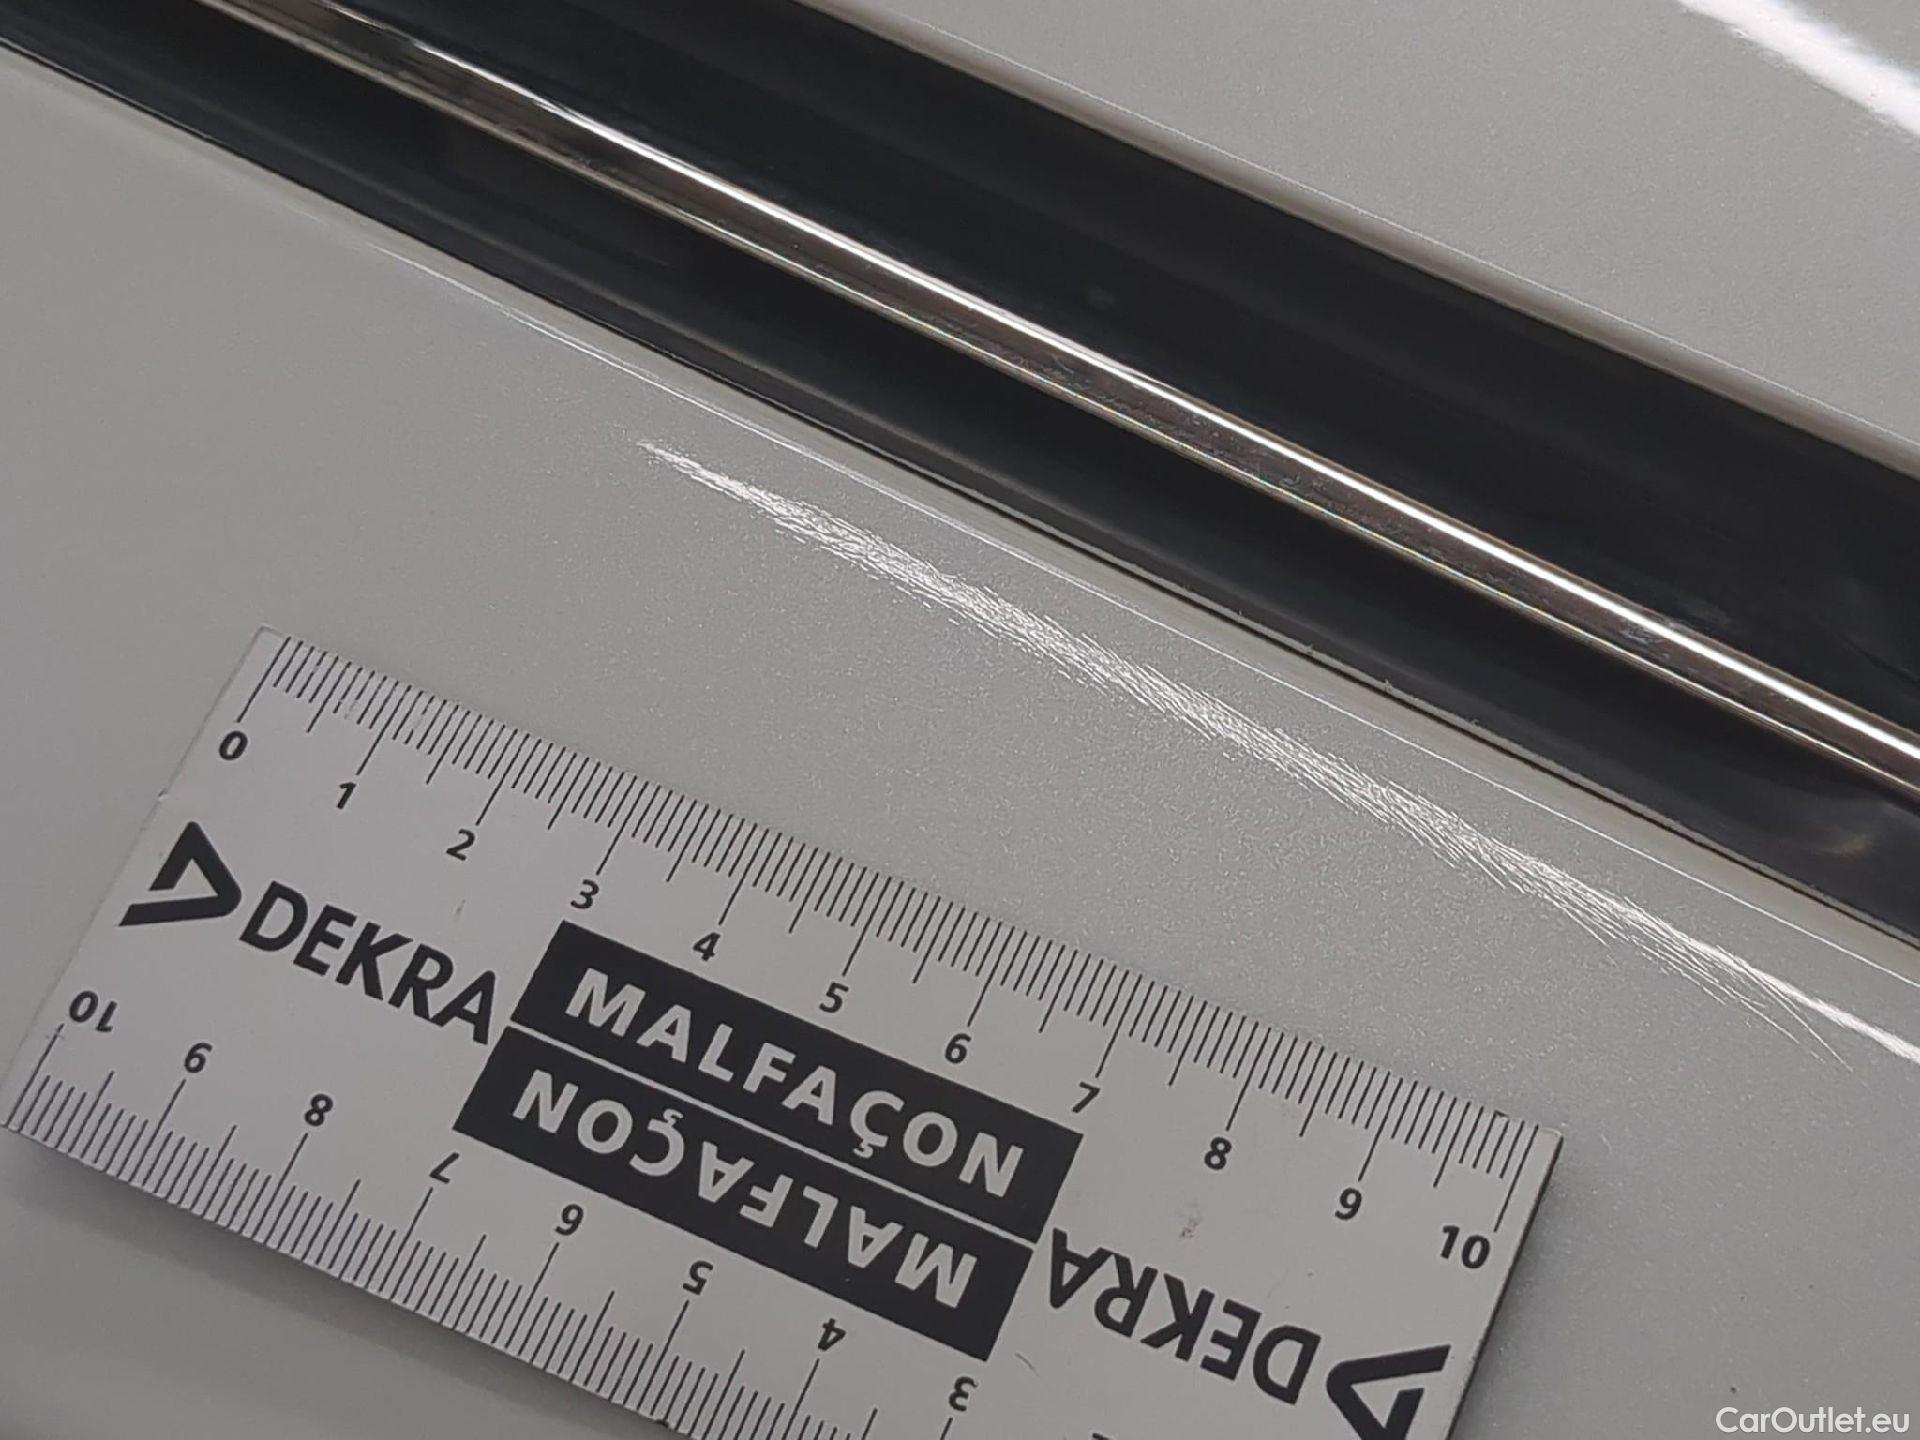 0 1 2 3 4 5 6 7 8 9 10
DEKRA
MALFAÇON
MALFAÇON
DEKRA
10 9 8 7 6 5 4 3
CarOutlet.eu